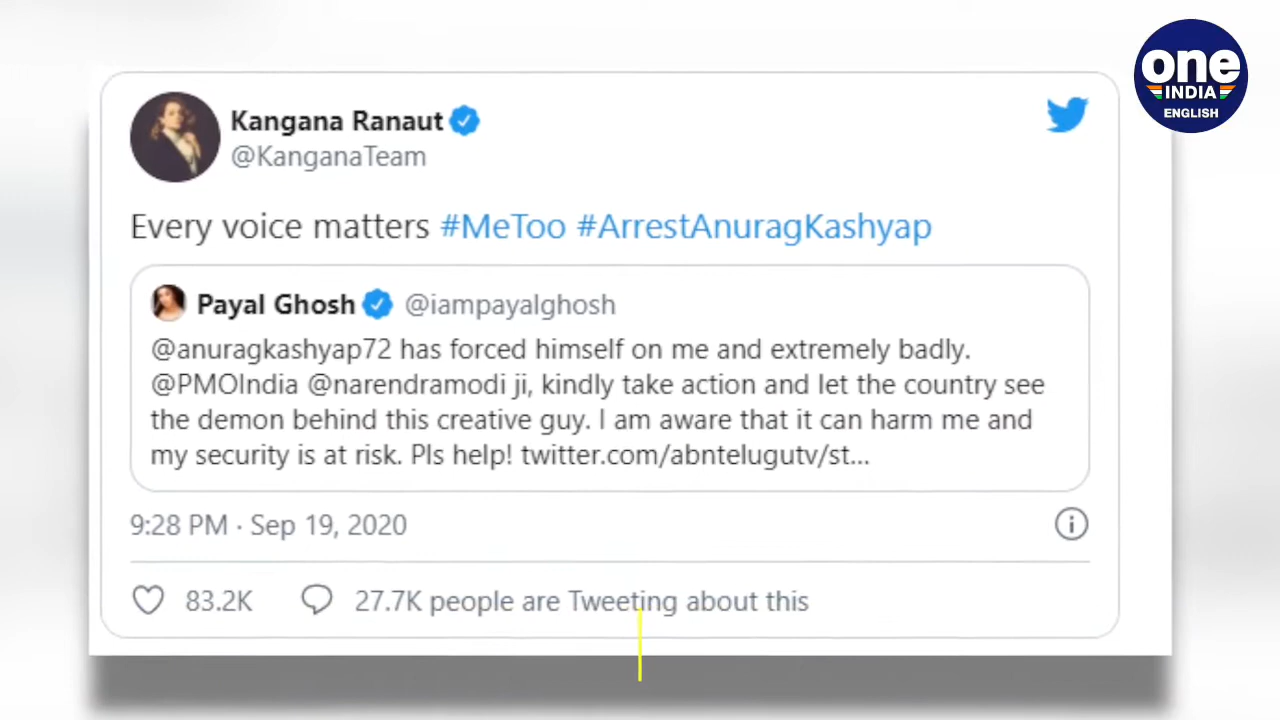 one
INDIA
ENGLISH
Kangana Ranaut
@KanganaTeam
Every voice matters #MeToo #ArrestAnuragKashyap
Payal Ghosh @iampayalghosh
@anuragkashyap72 has forced himself on me and extremely badly.
@PMOIndia @narendramodi ji, kindly take action and let the country see
the demon behind this creative guy. I am aware that it can harm me and
my security is at risk. Pls help! twitter.com/abntelugutv/st...
9:28 PM · Sep 19, 2020
83.2K 27.7K people are Tweeting about this